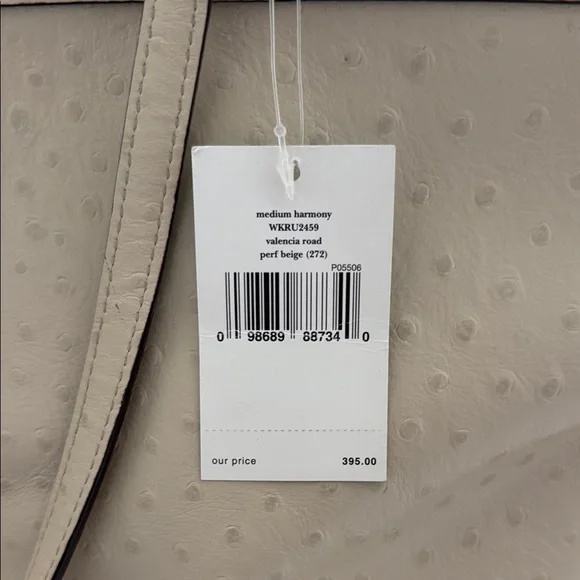 medium harmony
WKRU2459
valencia road
perf beige (272)
P05506
0 98689 88734 0
our price 395.00